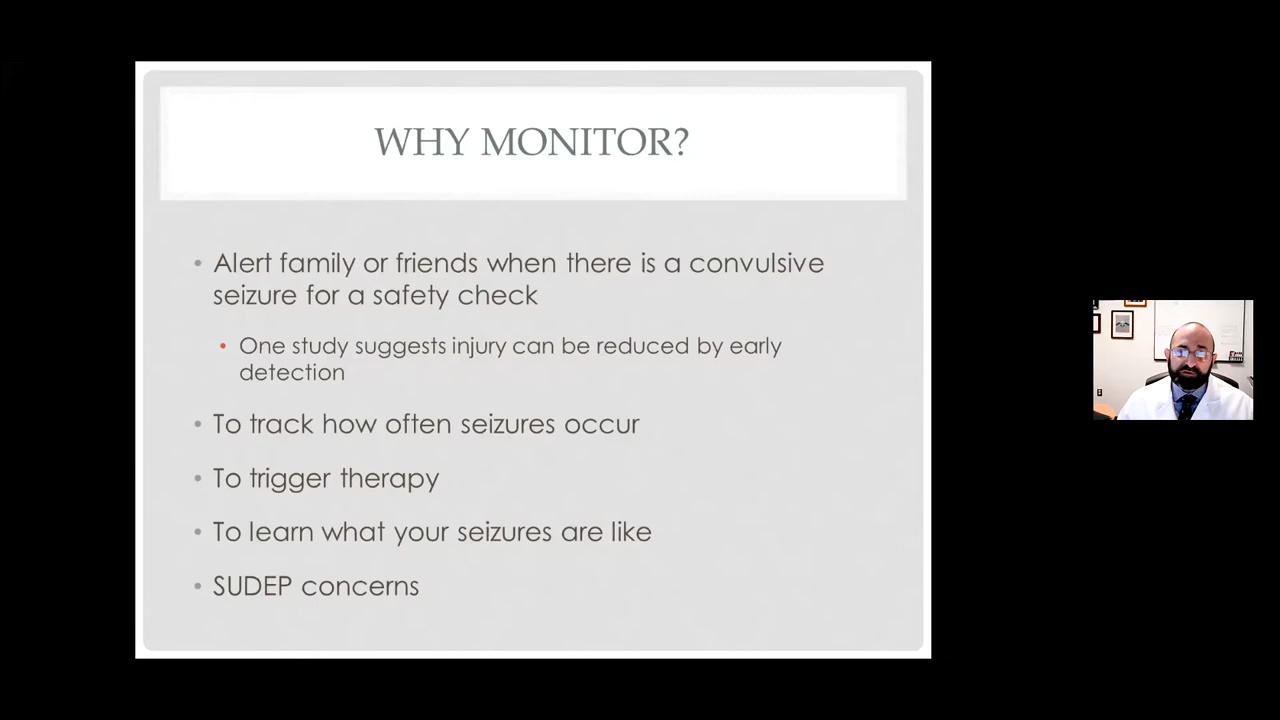 WHY MONITOR?
• Alert family or friends when there is a convulsive
seizure for a safety check
• One study suggests injury can be reduced by early
detection
• To track how often seizures occur
• To trigger therapy
• To learn what your seizures are like
• SUDEP concerns